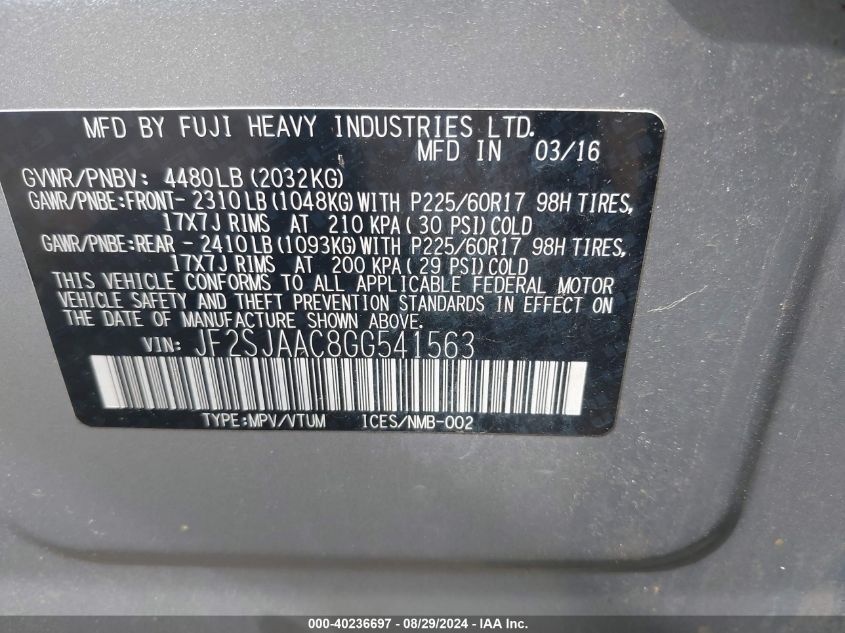 MFD BY FUJI HEAVY INDUSTRIES LTD.
MFD IN 03/16
GVWR/PNBV: 4480LB(2032KG)
GAWR/PNBE:FRONT- 2310LB(1048KG)WITH P225/60R17 98H TIRES,
17X7J RIMS AT 210 KPA( 30 PSI)COLD
GAWR/PNBE:REAR - 2410LB(1093KG)WITH P225/60R17 98H TIRES,
17X7J RIMS AT 200 KPA( 29 PSI)COLD
THIS VEHICLE CONFORMS TO ALL APPLICABLE FEDERAL MOTOR
VEHICLE SAFETY AND THEFT PREVENTION STANDARDS IN EFFECT ON
THE DATE OF MANUFACTURE SHOWN ABOVE.
VIN: JF2SJAAC8GG541563
TYPE:MPV/VTUM ICES/NMB-002
000-40236697 - 08/29/2024 - IAA Inc.